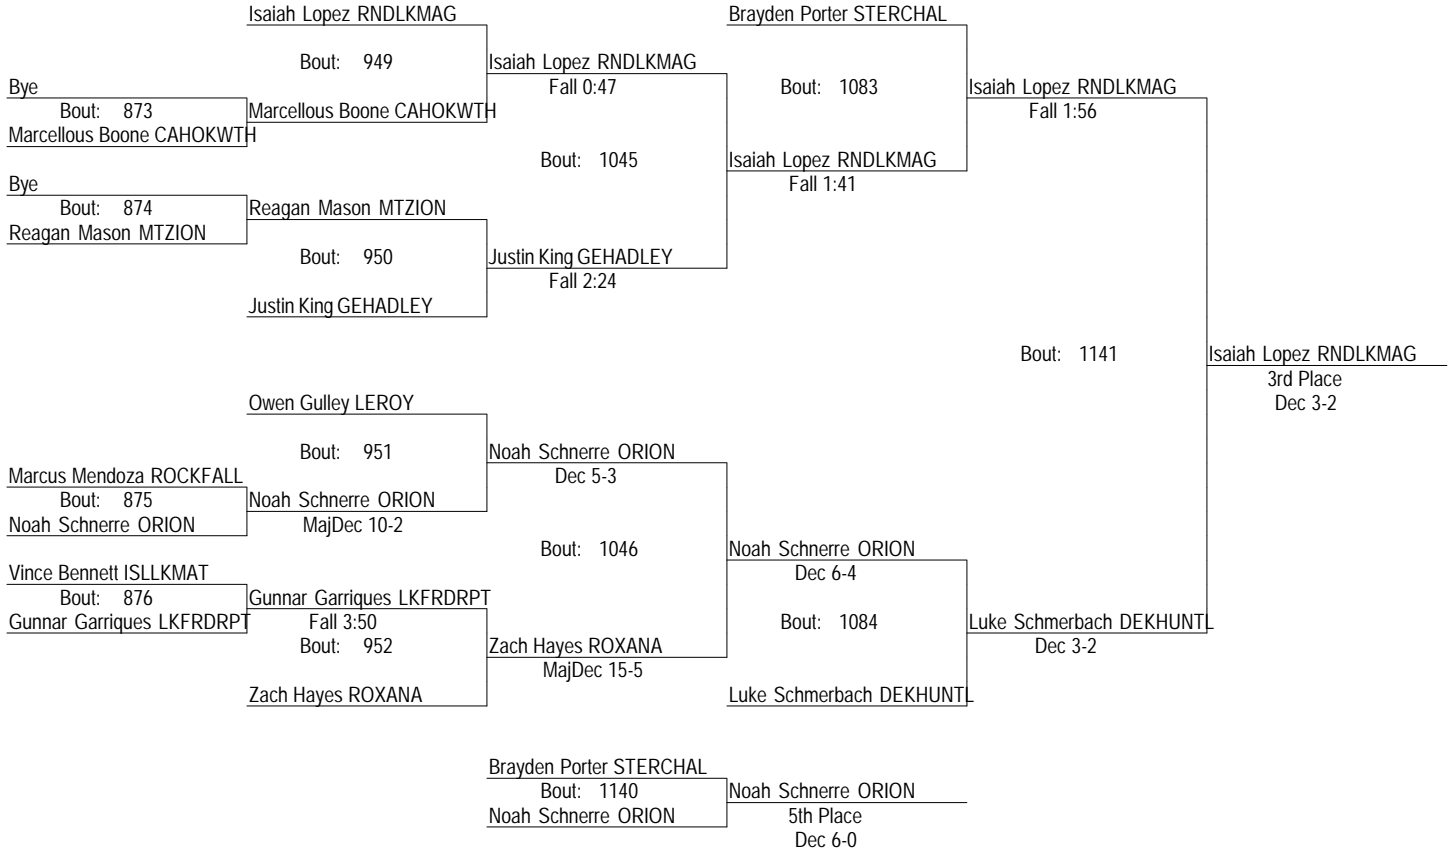 Isaiah Lopez RNDLKMAG
Brayden Porter STERCHAL
Bout: 949
Isaiah Lopez RNDLKMAG
Fall 0:47
Bout: 1083
Isaiah Lopez RNDLKMAG
Fall 1:56
Bye
Bout: 873
Marcellous Boone CAHOKWTH
Marcellous Boone CAHOKWTH
Bout: 1045
Isaiah Lopez RNDLKMAG
Fall 1:41
Bye
Bout: 874
Reagan Mason MTZION
Reagan Mason MTZION
Bout: 950
Justin King GEHADLEY
Fall 2:24
Justin King GEHADLEY
Bout: 1141
Isaiah Lopez RNDLKMAG
3rd Place
Dec 3-2
Owen Gulley LEROY
Bout: 951
Noah Schnerre ORION
Dec 5-3
Marcus Mendoza ROCKFALL
Bout: 875
Noah Schnerre ORION
Noah Schnerre ORION
MajDec 10-2
Bout: 1046
Noah Schnerre ORION
Dec 6-4
Vince Bennett ISLLKMAT
Bout: 876
Gunnar Garriques LKFRDRPT
Gunnar Garriques LKFRDRPT
Fall 3:50
Bout: 952
Zach Hayes ROXANA
MajDec 15-5
Bout: 1084
Luke Schmerbach DEKHUNTL
Dec 3-2
Zach Hayes ROXANA
Luke Schmerbach DEKHUNTL
Brayden Porter STERCHAL
Bout: 1140
Noah Schnerre ORION
Noah Schnerre ORION
5th Place
Dec 6-0